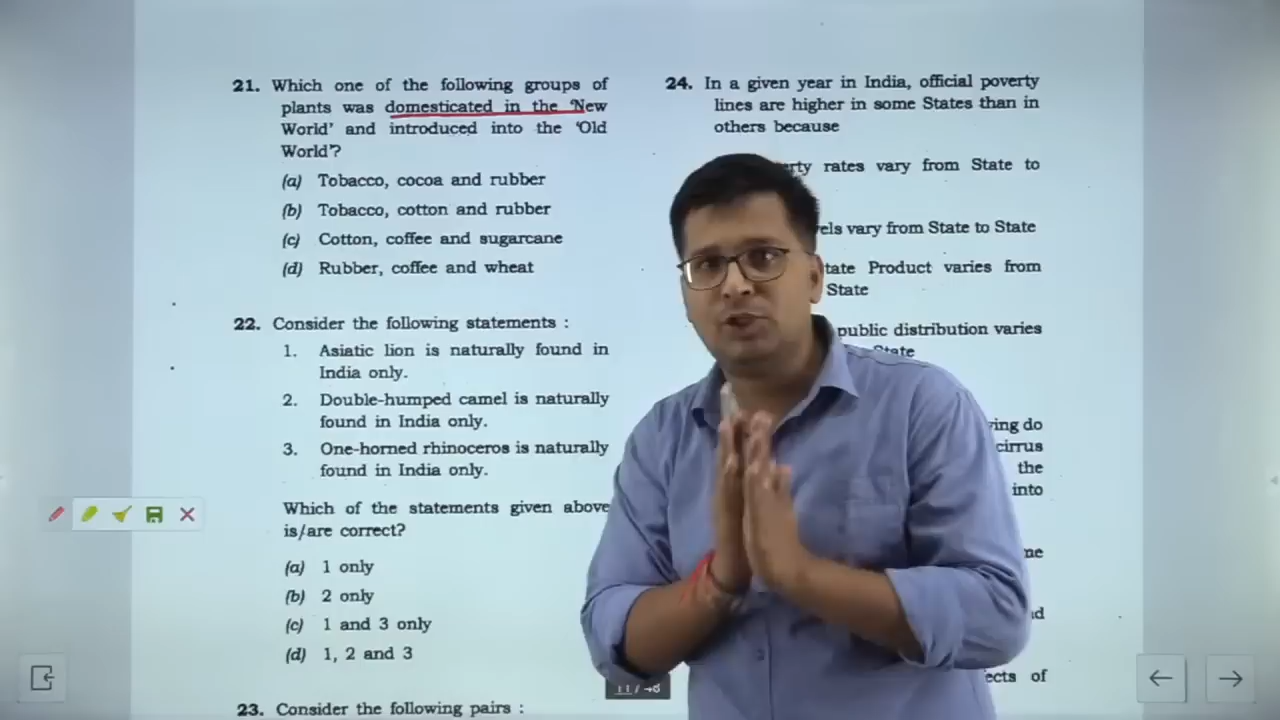 21. Which one of the following groups of
plants was domesticated in the 'New
World' and introduced into the 'Old
World'?
(a) Tobacco, cocoa and rubber
(b) Tobacco, cotton and rubber
(c) Cotton, coffee and sugarcane
(d) Rubber, coffee and wheat
22. Consider the following statements :
1. Asiatic lion is naturally found in
India only.
2. Double-humped camel is naturally
found in India only.
3. One-horned rhinoceros is naturally
found in India only.
Which of the statements given above
is/are correct?
(a) 1 only
(b) 2 only
(c) 1 and 3 only
(d) 1, 2 and 3
23. Consider the following pairs :
24. In a given year in India, official poverty
lines are higher in some States than in
others because
rates vary from State to
vary from State to State
Product varies from
State
public distribution varies
State
do
cirrus
the
into
of
11 / 48